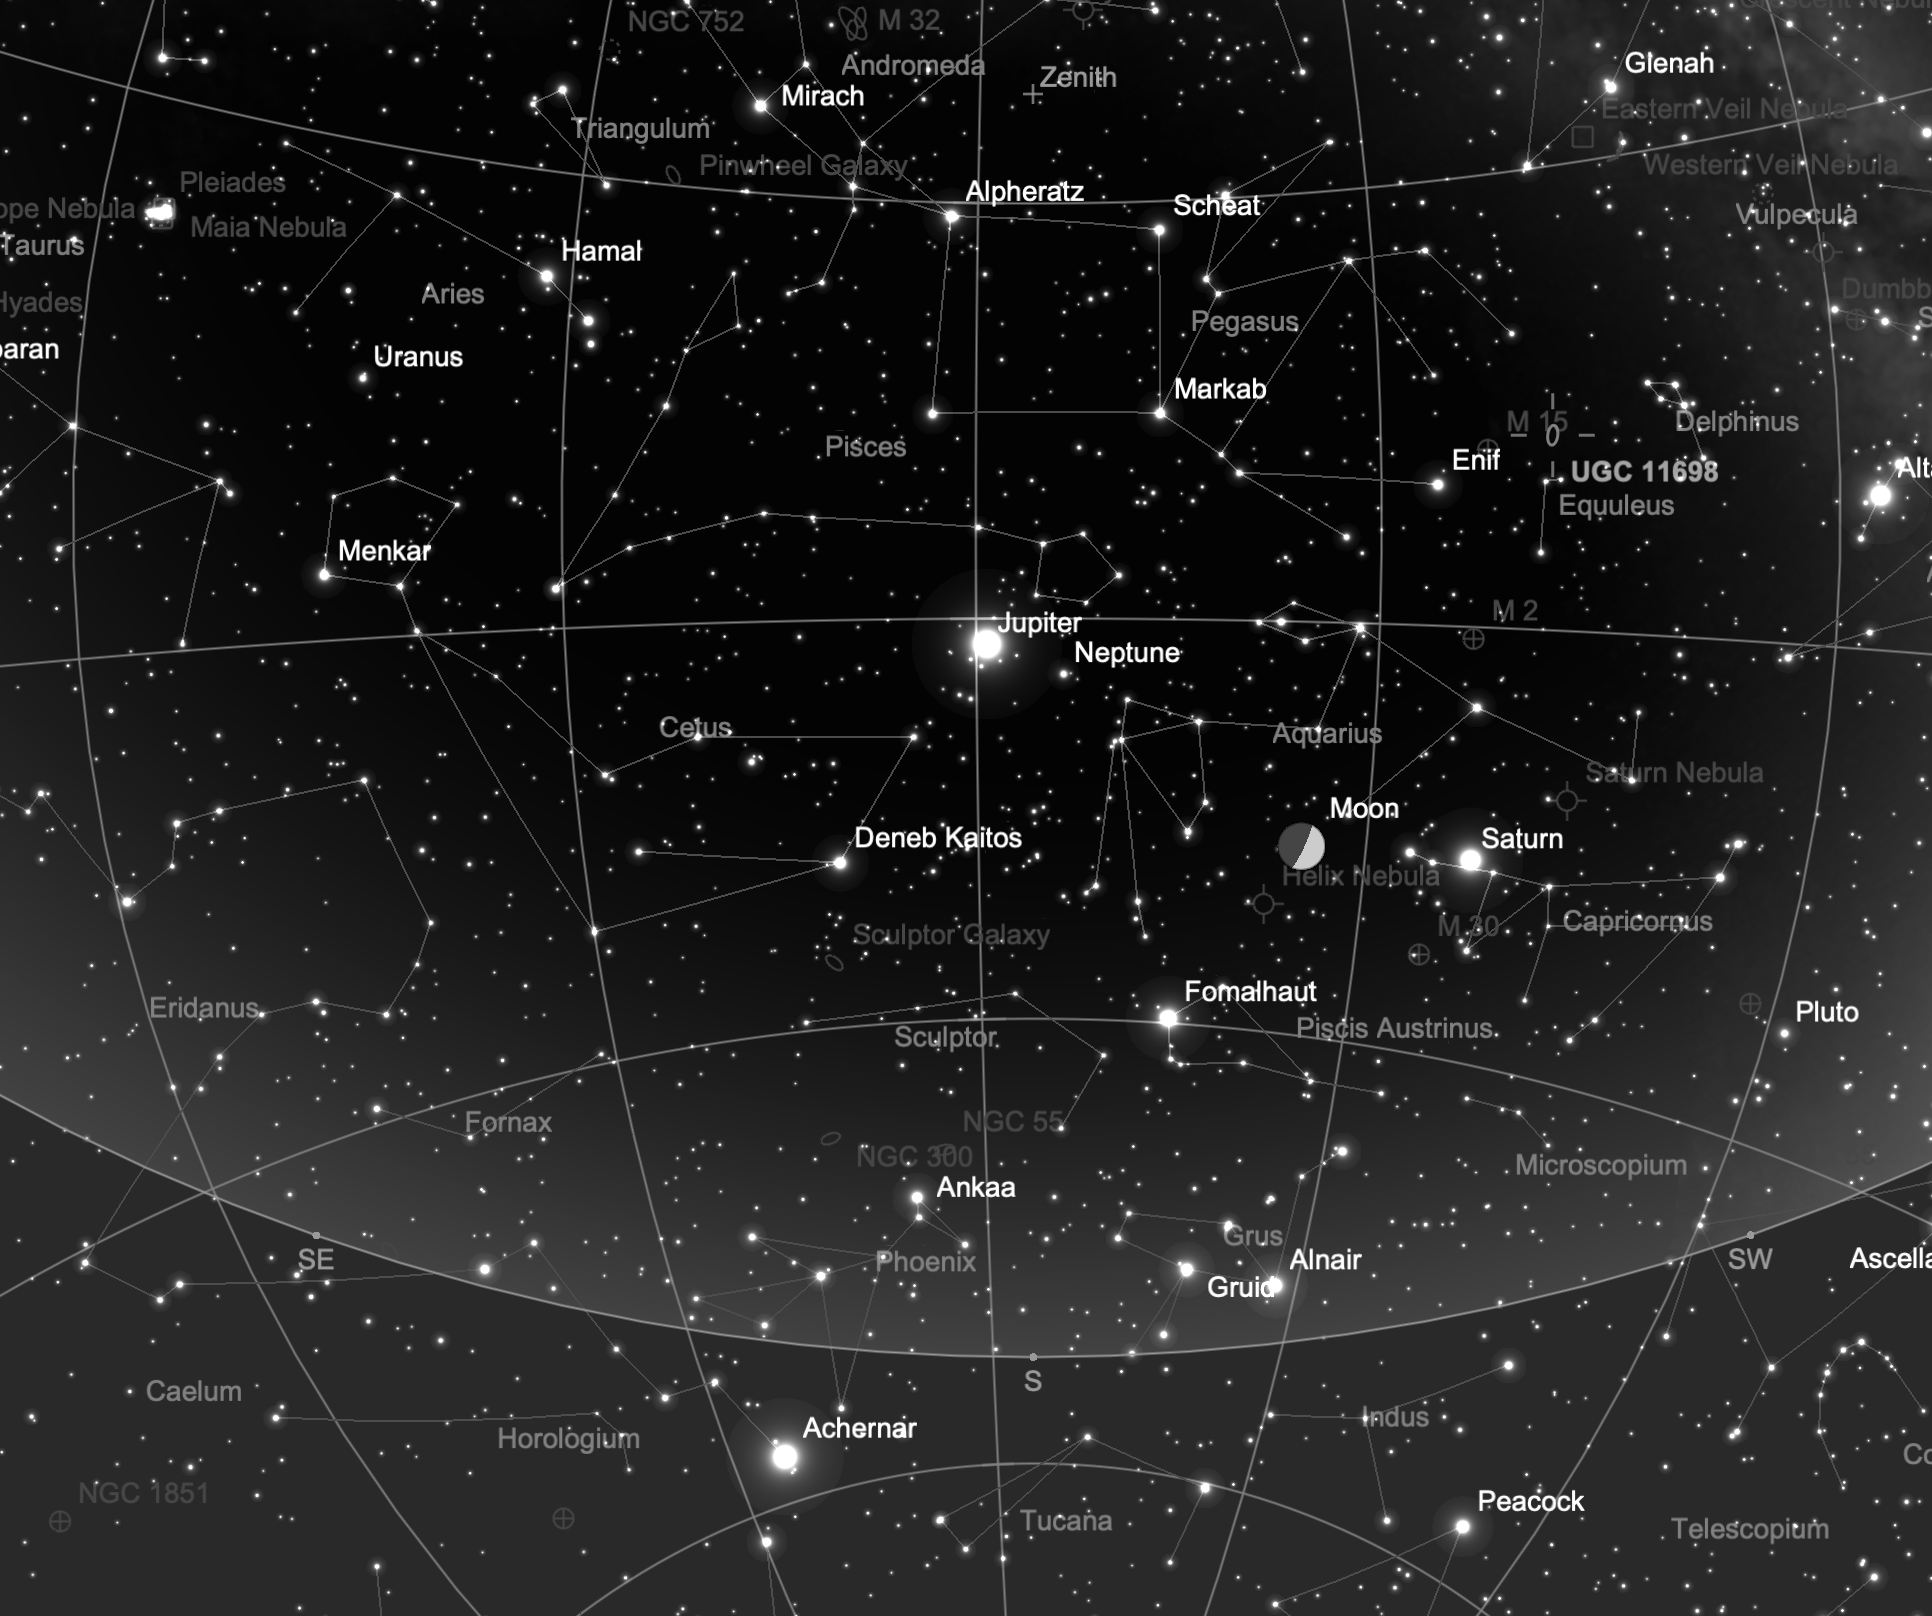 NGC 752
M 32
Andromeda
Zenith
Glenah
Mirach
Eastern Veil Nebula
Triangulum
Pinwheel Galaxy
Western Veil Nebula
Pleiades
Alpheratz
Scheat
ope Nebula
Maia Nebula
Vulpecula
Taurus
Hamal
Hyades
Aries
Dumbb
Pegasus
S
baran
Uranus
Markab
M 15
Delphinus
Pisces
Enif
UGC 11698
Alt
Equuleus
Menkar
M 2
Jupiter
Neptune
Cetus
Aquarius
Saturn Nebula
Moon
Deneb Kaitos
Saturn
Helix Nebula
M 30
Capricornus
Sculptor Galaxy
Fomalhaut
Eridanus
Sculptor
Piscis Austrinus
Pluto
Fornax
NGC 55
NGC 300
Microscopium
Ankaa
Grus
SE
Phoenix
Alnair
SW
Ascella
Gruid
S
Caelum
Indus
Achernar
Horologium
Co
NGC 1851
Peacock
Tucana
Telescopium